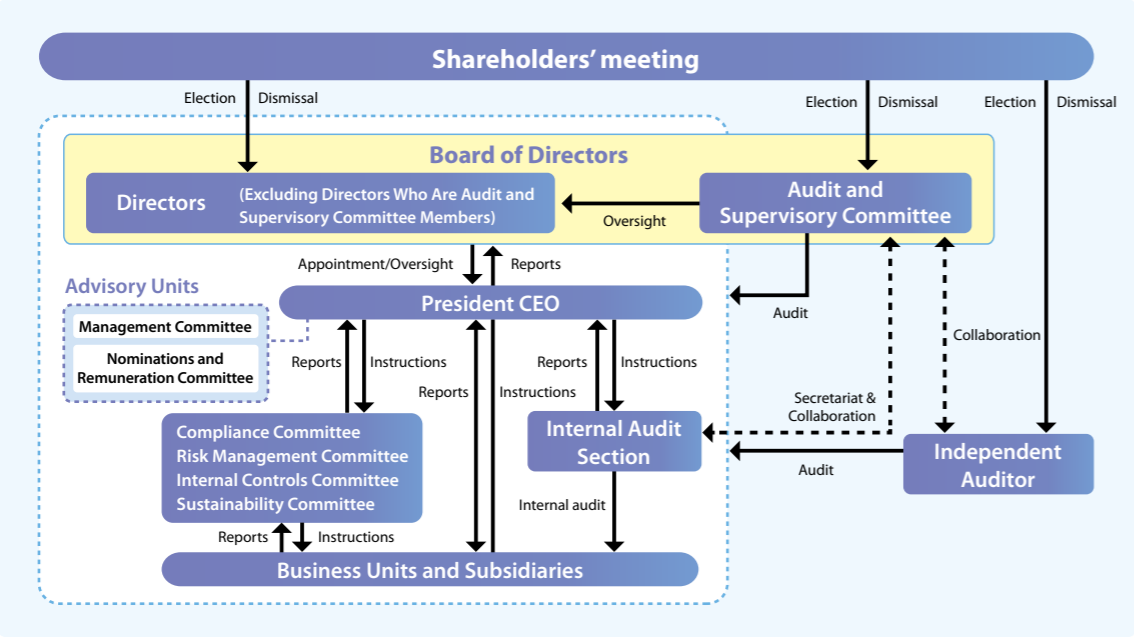 Shareholders’ meeting
Election
Dismissal
Election
Dismissal
Election
Dismissal
Board of Directors
Directors
(Excluding Directors Who Are Audit and
Supervisory Committee Members)
Oversight
Audit and
Supervisory Committee
Appointment/Oversight
Reports
Advisory Units
Management Committee
Nominations and
Remuneration Committee
President CEO
Audit
Collaboration
Reports
Instructions
Reports
Instructions
Reports
Instructions
Secretariat &
Collaboration
Compliance Committee
Risk Management Committee
Internal Controls Committee
Sustainability Committee
Internal Audit
Section
Audit
Independent
Auditor
Internal audit
Reports
Instructions
Business Units and Subsidiaries